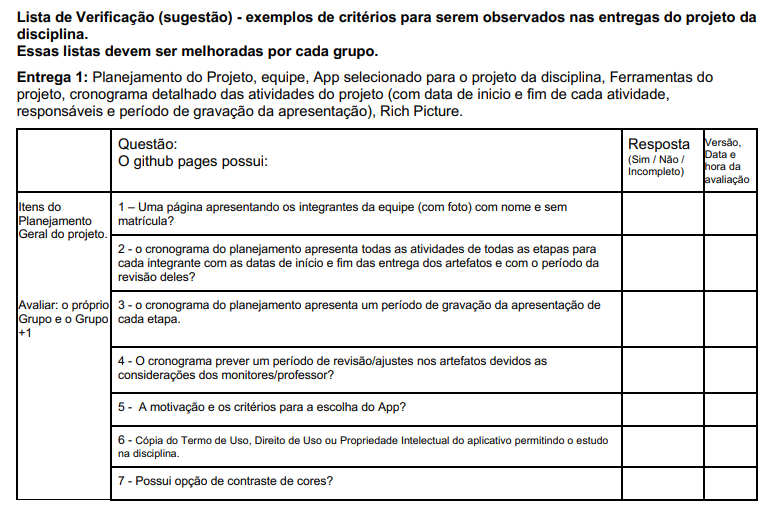 Lista de Verificação (sugestão) - exemplos de critérios para serem observados nas entregas do projeto da
disciplina.
Essas listas devem ser melhoradas por cada grupo.
Entrega 1: Planejamento do Projeto, equipe, App selecionado para o projeto da disciplina, Ferramentas do
projeto, cronograma detalhado das atividades do projeto (com data de inicio e fim de cada atividade,
responsáveis e período de gravação da apresentação), Rich Picture.
Questão:
O github pages possui:
Resposta
(Sim / Não /
Incompleto)
Versão,
Data e
hora da
avaliação
Itens do
Planejamento
Geral do projeto.
Avaliar: o próprio
Grupo e o Grupo
+1
1 – Uma página apresentando os integrantes da equipe (com foto) com nome e sem
matrícula?
2 - o cronograma do planejamento apresenta todas as atividades de todas as etapas para
cada integrante com as datas de início e fim das entrega dos artefatos e com o período da
revisão deles?
3 - o cronograma do planejamento apresenta um período de gravação da apresentação de
cada etapa.
4 - O cronograma prever um período de revisão/ajustes nos artefatos devidos as
considerações dos monitores/professor?
5 - A motivação e os critérios para a escolha do App?
6 - Cópia do Termo de Uso, Direito de Uso ou Propriedade Intelectual do aplicativo permitindo o estudo
na disciplina.
7 - Possui opção de contraste de cores?